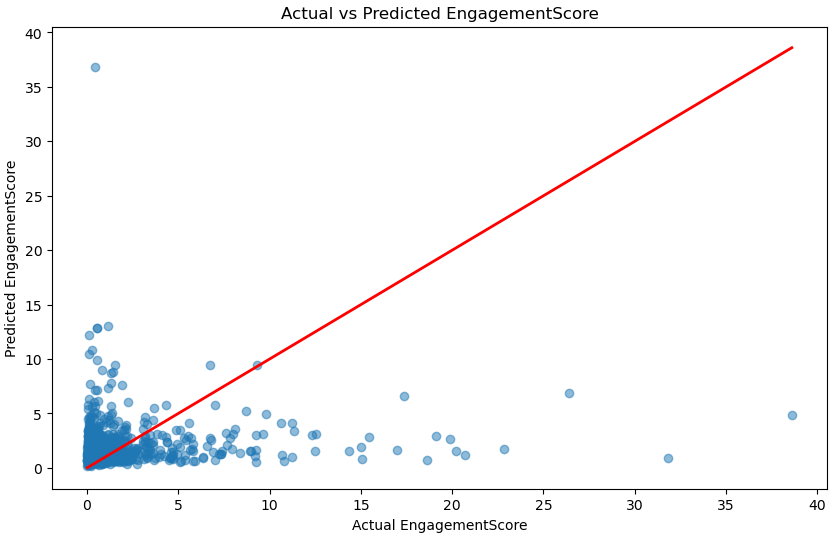 Actual vs Predicted EngagementScore
40
35
30
25
20
15
10
5
0
Predicted EngagementScore
0 5 10 15 20 25 30 35 40
Actual EngagementScore